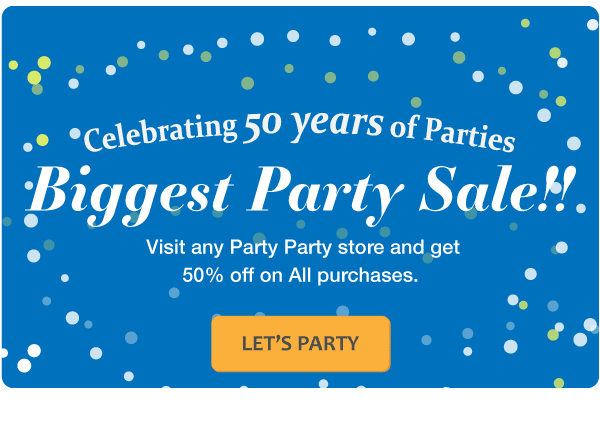 Celebrating 50 years of Parties
Biggest Party Sale!!
Visit any Party Party store and get
50% off on All purchases.
LET'S PARTY